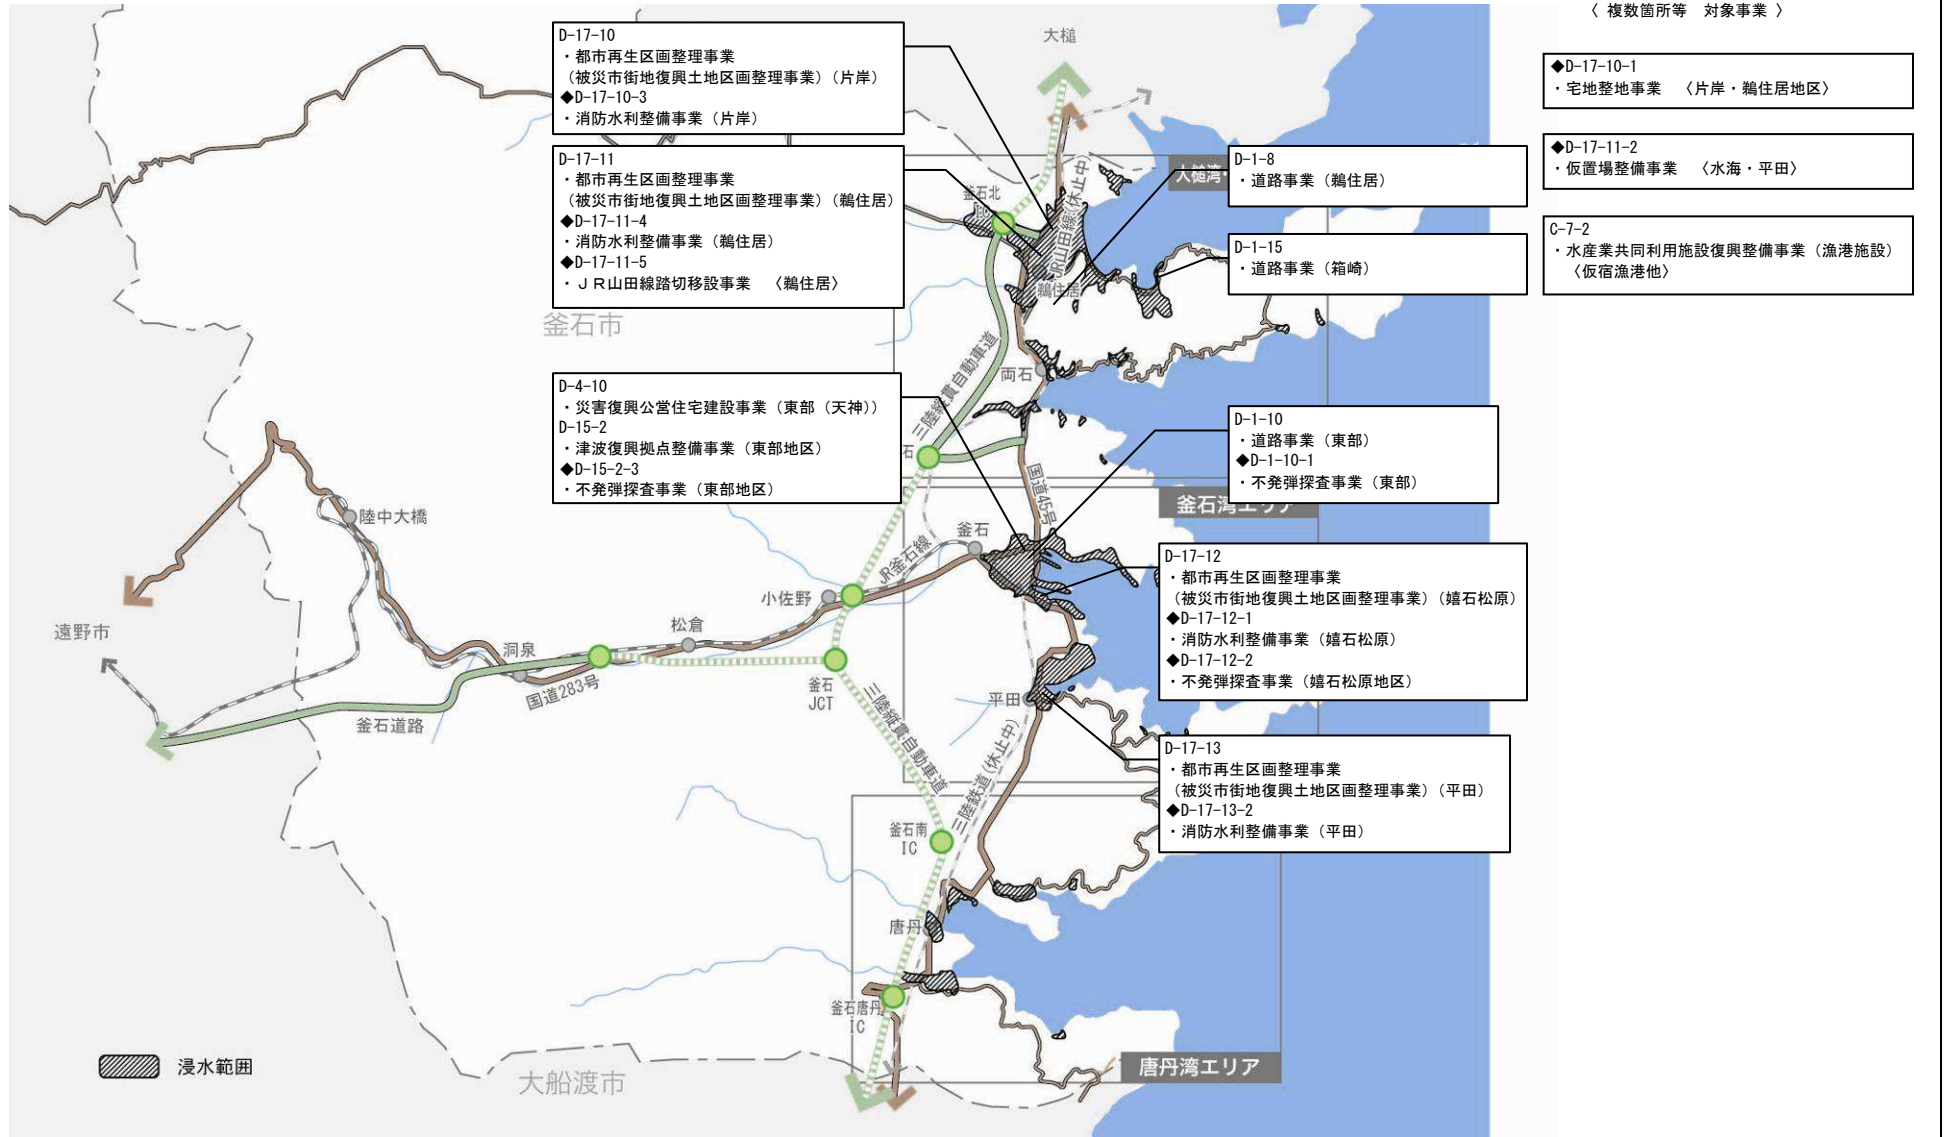 〈 複数箇所等　対象事業 〉
D-17-10
・都市再生区画整理事業
（被災市街地復興土地区画整理事業）（片岸）
◆D-17-10-3
・消防水利整備事業（片岸）
D-17-11
・都市再生区画整理事業
（被災市街地復興土地区画整理事業）（鵜住居）
◆D-17-11-4
・消防水利整備事業（鵜住居）
◆D-17-11-5
・ＪＲ山田線踏切移設事業　〈鵜住居〉
D-4-10
・災害復興公営住宅建設事業（東部（天神））
D-15-2
・津波復興拠点整備事業（東部地区）
◆D-15-2-3
・不発弾探査事業（東部地区）
D-1-8
・道路事業（鵜住居）
D-1-15
・道路事業（箱崎）
D-1-10
・道路事業（東部）
◆D-1-10-1
・不発弾探査事業（東部）
D-17-12
・都市再生区画整理事業
（被災市街地復興土地区画整理事業）（嬉石松原）
◆D-17-12-1
・消防水利整備事業（嬉石松原）
◆D-17-12-2
・不発弾探査事業（嬉石松原地区）
D-17-13
・都市再生区画整理事業
（被災市街地復興土地区画整理事業）（平田）
◆D-17-13-2
・消防水利整備事業（平田）
◆D-17-10-1
・宅地整地事業　〈片岸・鵜住居地区〉
◆D-17-11-2
・仮置場整備事業　〈水海・平田〉
C-7-2
・水産業共同利用施設復興整備事業（漁港施設）
〈仮宿漁港他〉
大槌
大槌湾・
釜石北
IC
JR山田線(休止中)
鵜住居
釜石市
三陸縦貫自動車道
両石
石
国道45号
釜石湾エリア
釜石
JR釜石線
陸中大橋
小佐野
松倉
遠野市
洞泉
国道283号
釜石道路
釜石
JCT
三陸縦貫自動車道
平田
三陸鉄道(休止中)
釜石南
IC
唐丹
釜石唐丹
IC
唐丹湾エリア
大船渡市
浸水範囲